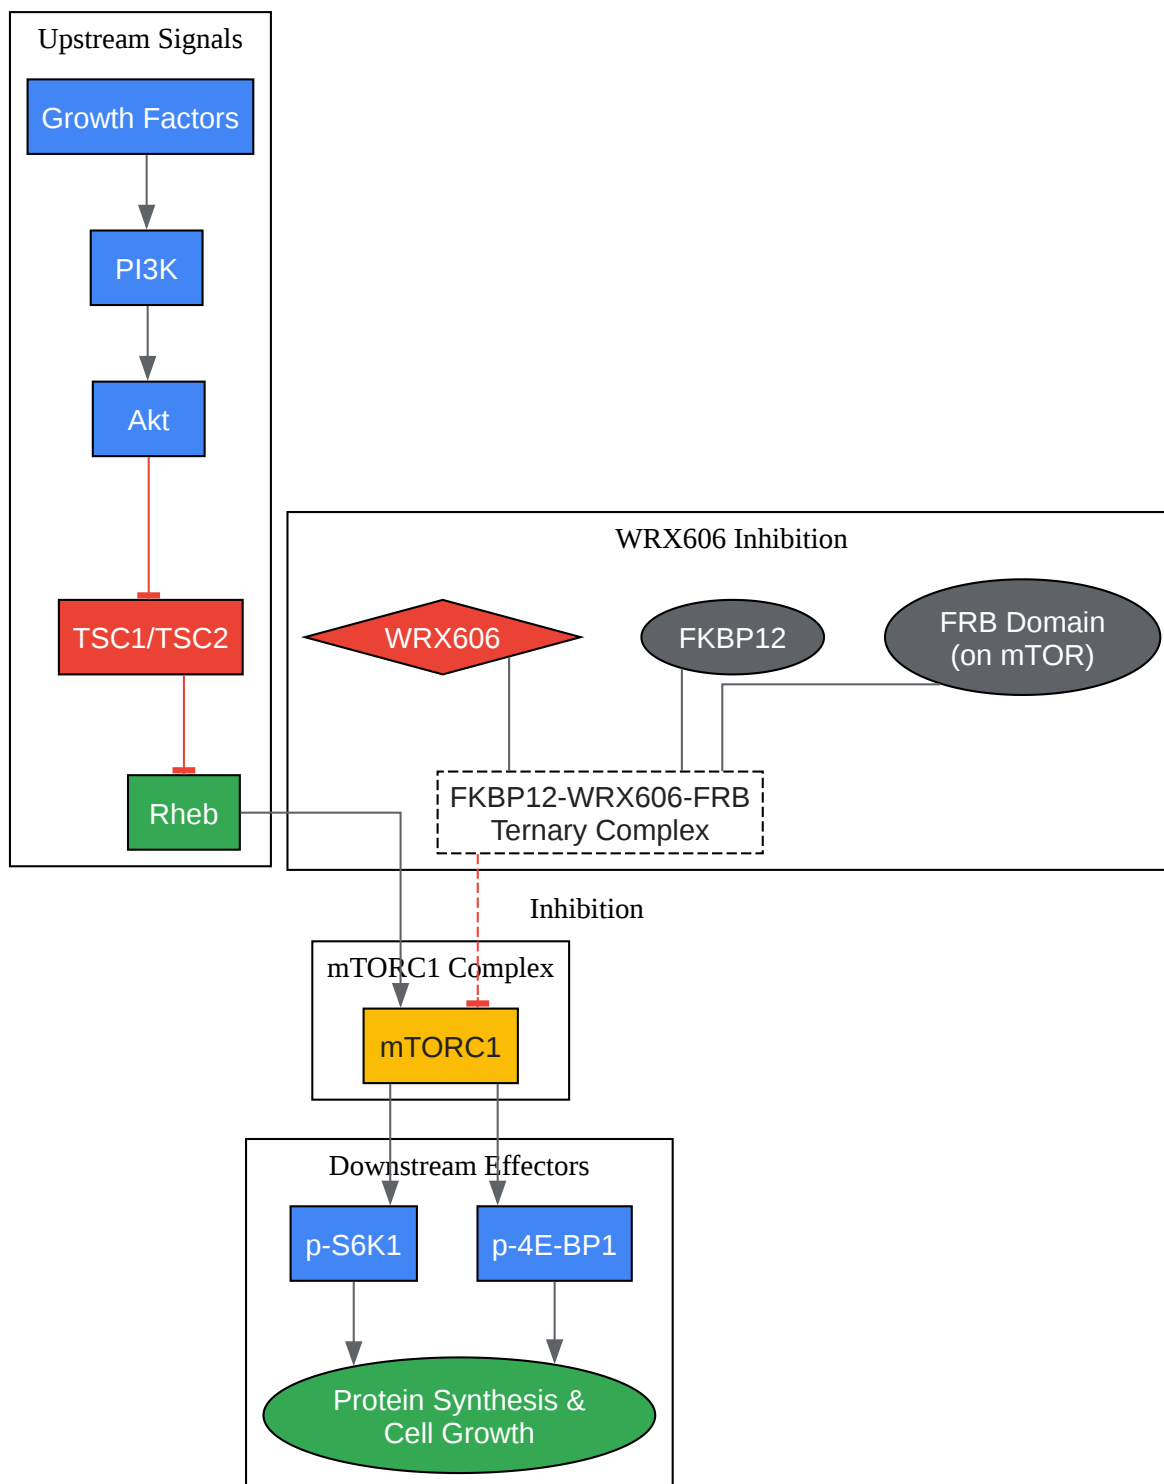 Upstream Signals
Growth Factors
PI3K
Akt
TSC1/TSC2
Rheb
WRX606 Inhibition
WRX606
FKBP12
FRB Domain
(on mTOR)
FKBP12-WRX606-FRB
Ternary Complex
Inhibition
mTORC1 Complex
mTORC1
Downstream Effectors
p-S6K1
p-4E-BP1
Protein Synthesis &
Cell Growth